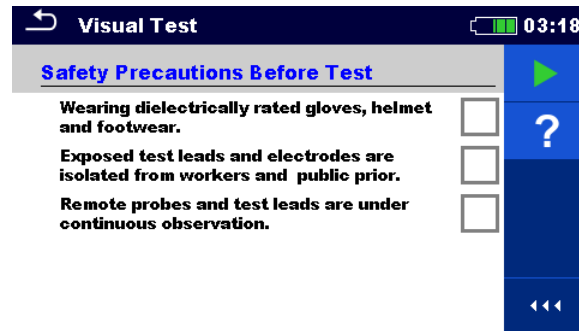 Visual Test
03:18
Safety Precautions Before Test
Wearing dielectrically rated gloves, helmet
and footwear.
?
Exposed test leads and electrodes are
isolated from workers and public prior.
Remote probes and test leads are under
continuous observation.